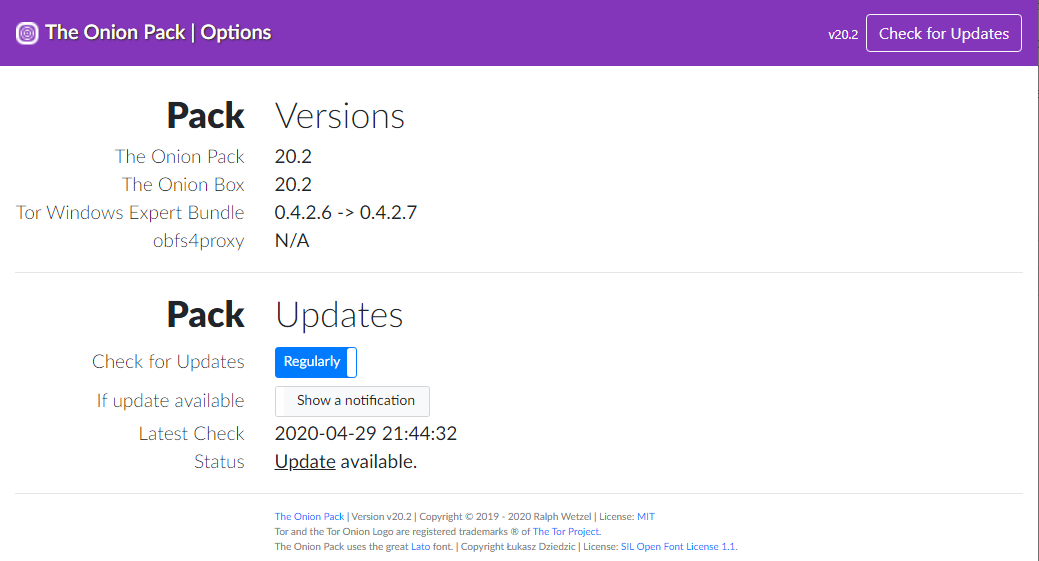 The Onion Pack | Options
v20.2 Check for Updates
Pack Versions
The Onion Pack 20.2
The Onion Box 20.2
Tor Windows Expert Bundle 0.4.2.6 -> 0.4.2.7
obfs4proxy N/A
Pack Updates
Check for Updates Regularly
If update available Show a notification
Latest Check 2020-04-29 21:44:32
Status Update available.
The Onion Pack | Version v20.2 | Copyright © 2019 - 2020 Ralph Wetzel | License: MIT
Tor and the Tor Onion Logo are registered trademarks ® of The Tor Project.
The Onion Pack uses the great Lato font. | Copyright Łukasz Dziedzic | License: SIL Open Font License 1.1.